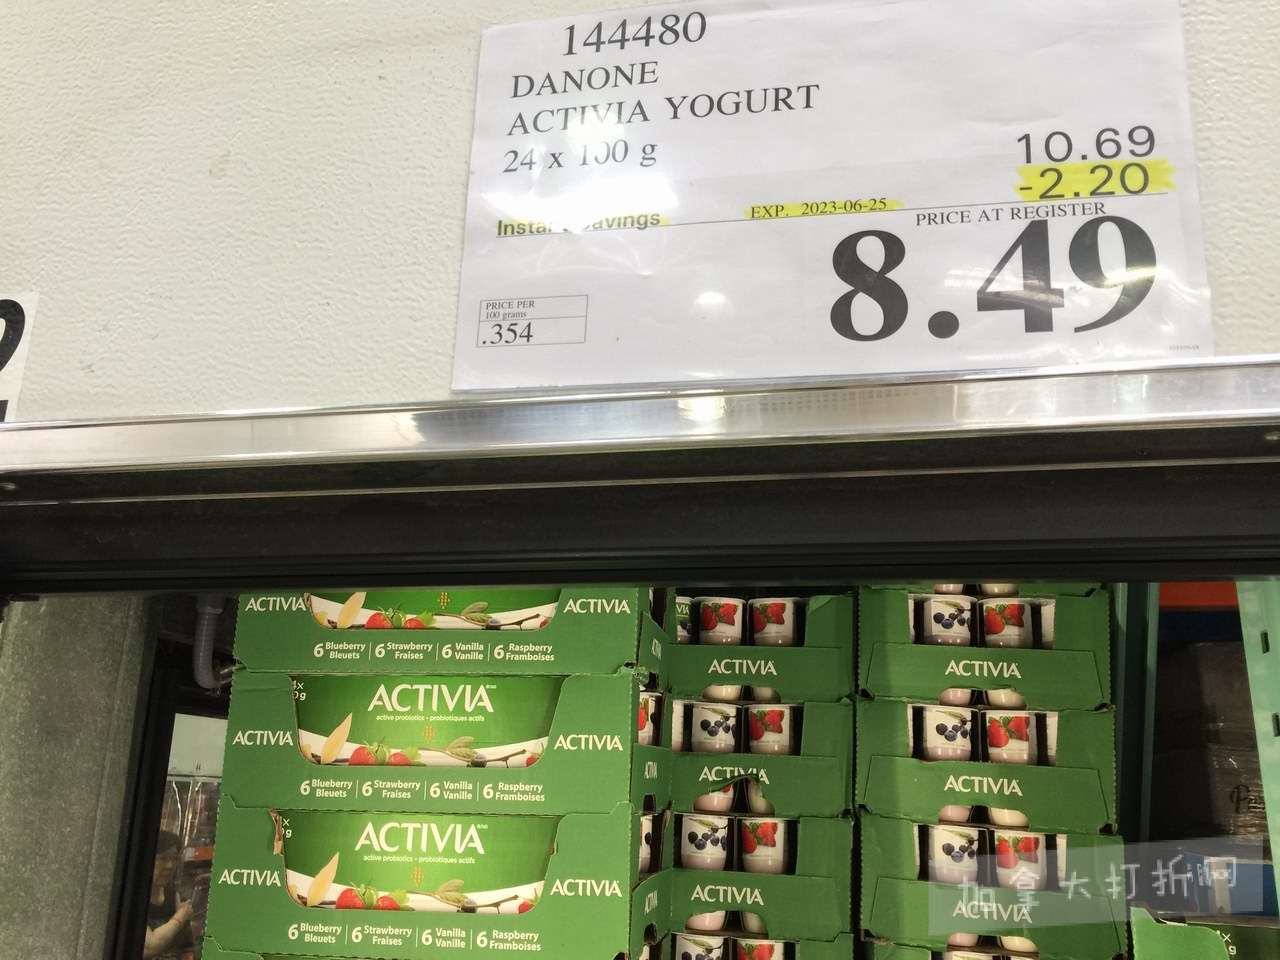 144480
DANONE
ACTIVIA YOGURT
24 x 100 g
10.69
-2.20
EXP. 2023-06-25
PRICE AT REGISTER
8.49
PRICE PER
100 grams
.354
ACTIVIA
ACTIVIA
6 Blueberry Bleuets
6 Strawberry Fraises
6 Vanilla Vanille
6 Raspberry Framboises
ACTIVIA
active probiotics • probiotiques actifs
ACTIVIA
ACTIVIA
6 Blueberry Bleuets
6 Strawberry Fraises
6 Vanilla Vanille
6 Raspberry Framboises
ACTIVIA
active probiotics • probiotiques actifs
ACTIVIA
ACTIVIA
6 Blueberry Bleuets
6 Strawberry Fraises
6 Vanilla Vanille
6 Raspberry Framboises
ACTIVIA
ACTIVIA
ACTIVIA
ACTIVIA
ACTIVIA
ACTIVIA
ACTIVIA
ACTIVIA
ACTIVIA
加拿大打折网